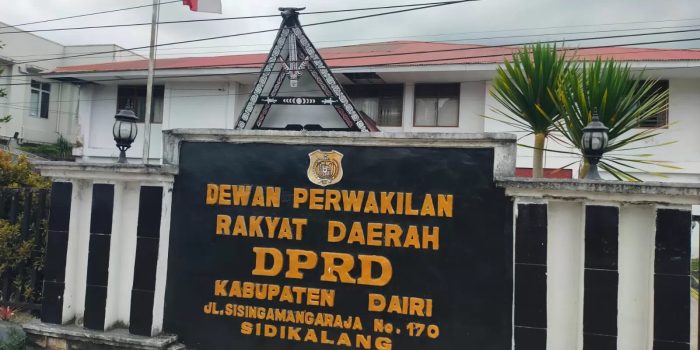 DEWAN PERWAKILAN
RAKYAT DAERAH
DPRD
KABUPATEN DAIRI
JL.SISINGAMANGARAJA No. 170
SIDIKALANG